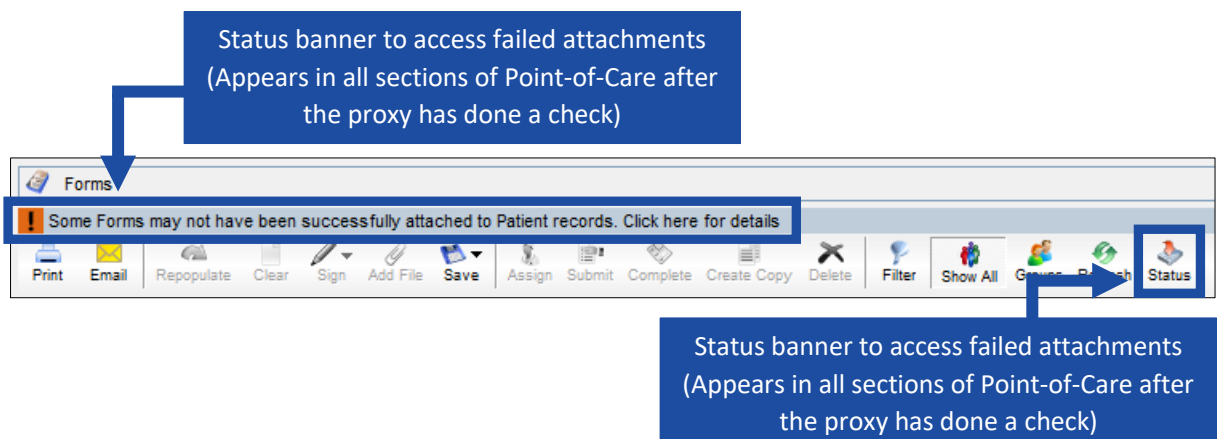 Status banner to access failed attachments
(Appears in all sections of Point-of-Care after
the proxy has done a check)
Forms
Some Forms may not have been successfully attached to Patient records. Click here for details
Print Email Repopulate Clear Sign Add File Save Assign Submit Complete Create Copy Delete Filter Show All Groups Refresh Status
Status banner to access failed attachments
(Appears in all sections of Point-of-Care after
the proxy has done a check)